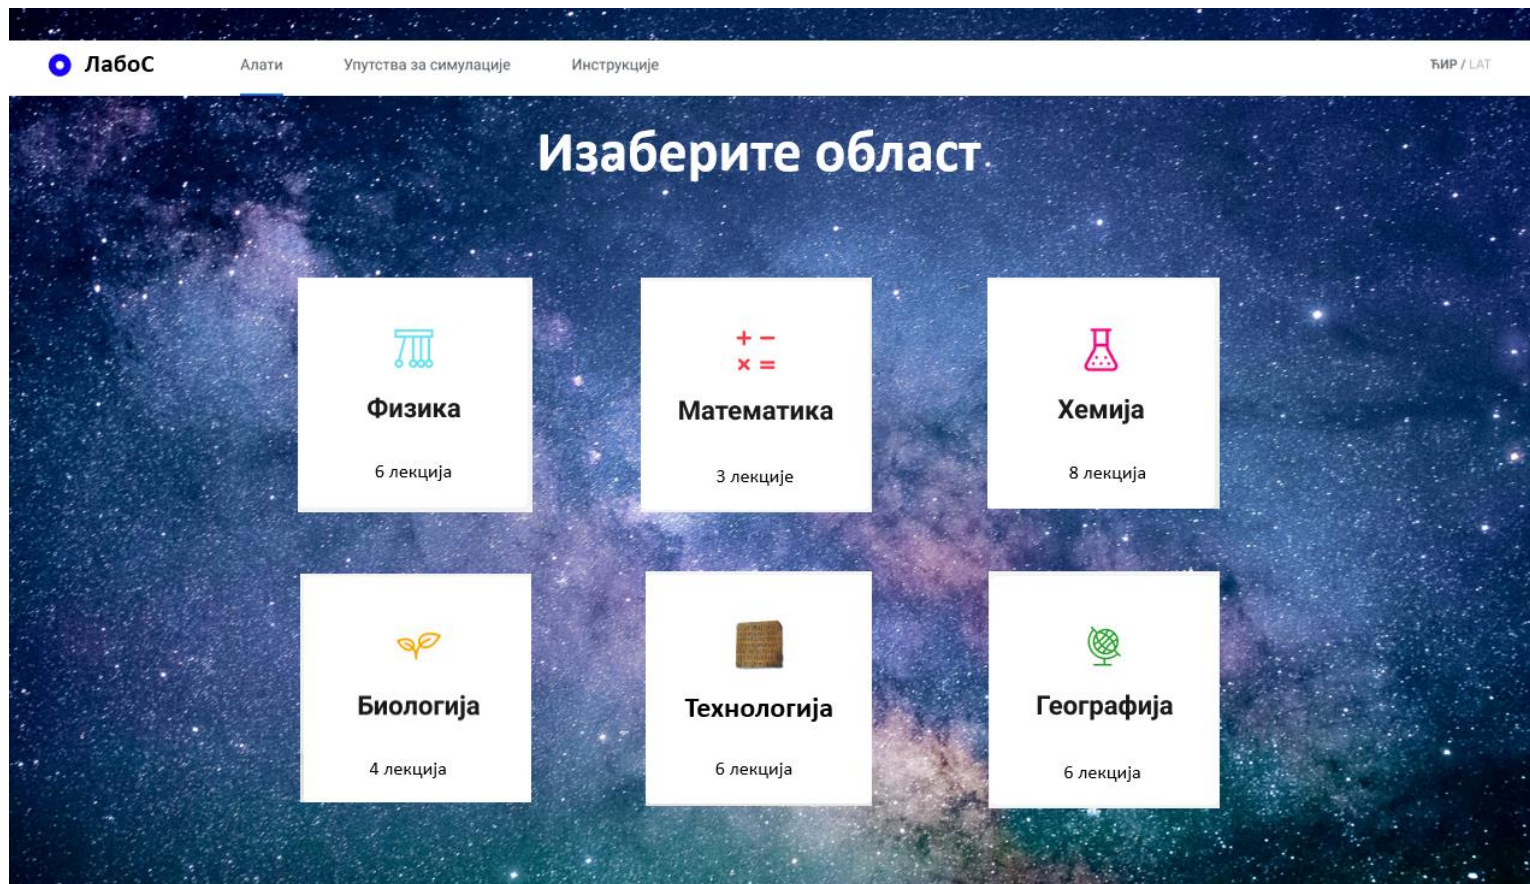 ЛабоС
Алати
Упутства за симулације
Инструкције
ЋИР / LAT
Изаберите област
Физика
6 лекција
Математика
3 лекције
Хемија
8 лекција
Биологија
4 лекција
Технологија
6 лекција
Географија
6 лекција